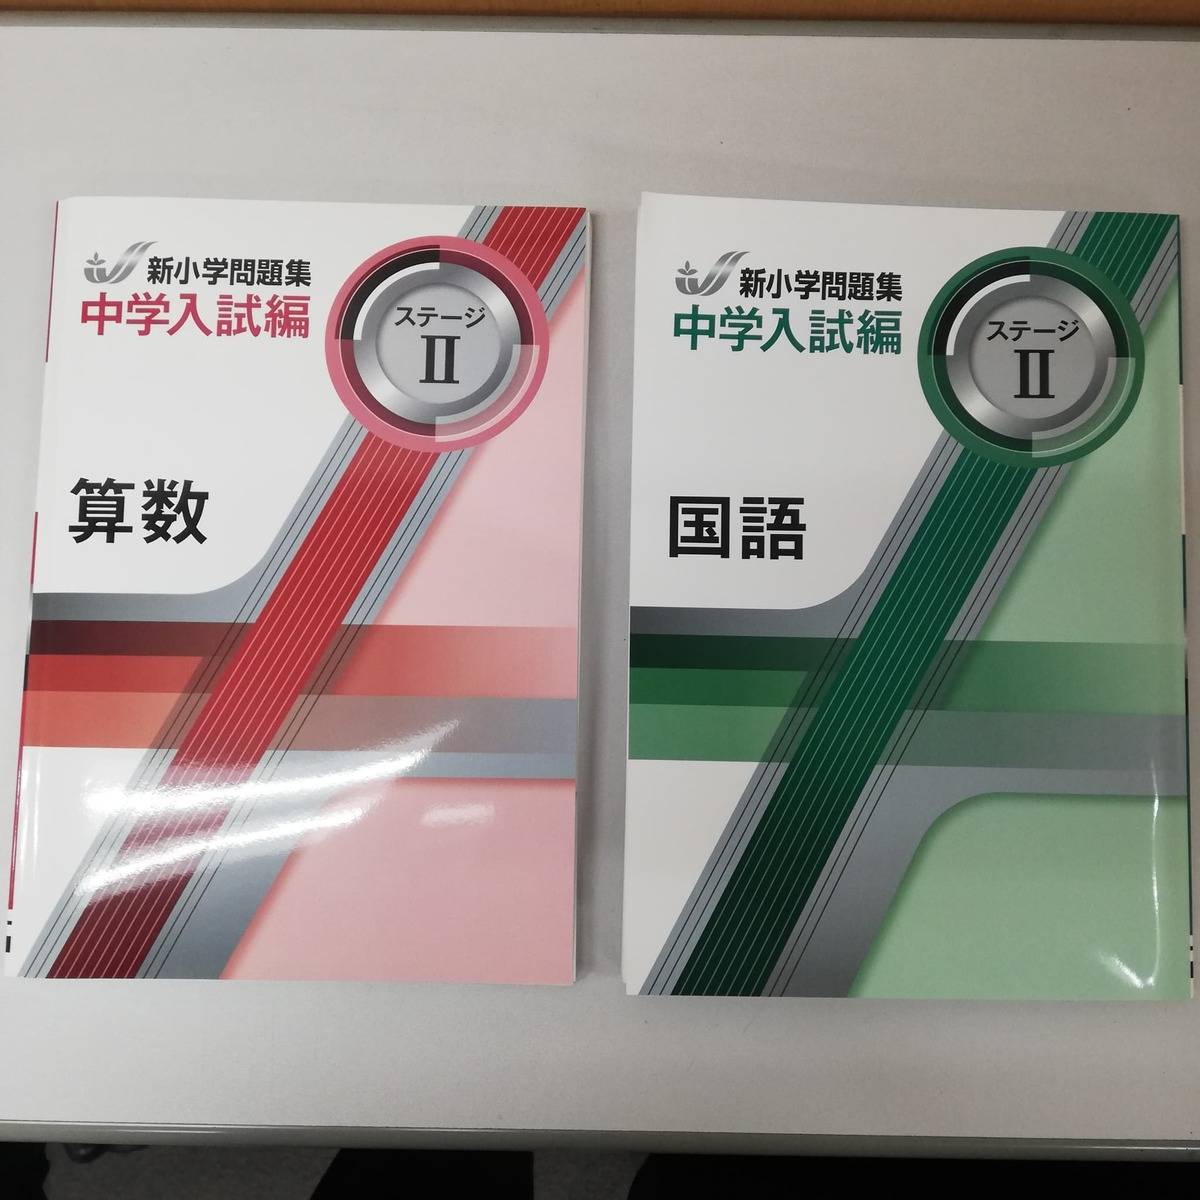 新小学問題集
中学入試編
ステージ
II
算数
新小学問題集
中学入試編
ステージ
II
国語